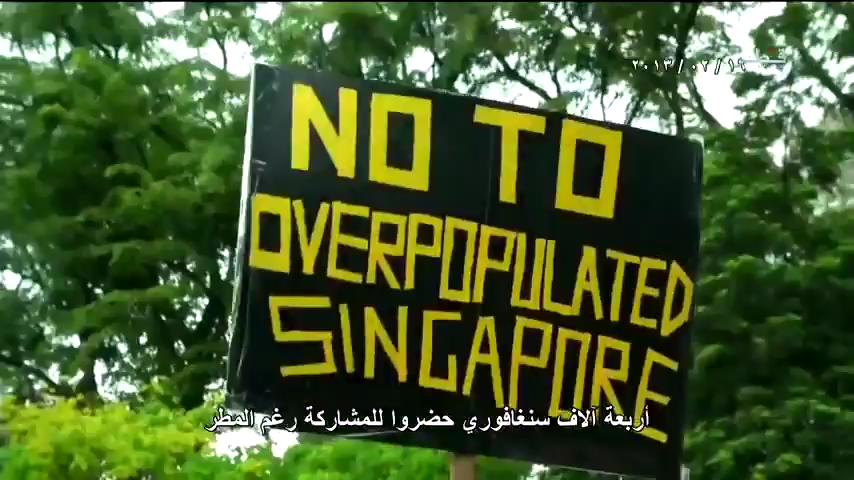 ٢٠١٣/٠٢/١٦
NO TO
OVERPOPULATED
SINGAPORE
أربعة آلاف سنغافوري حضروا للمشاركة رغم المطر